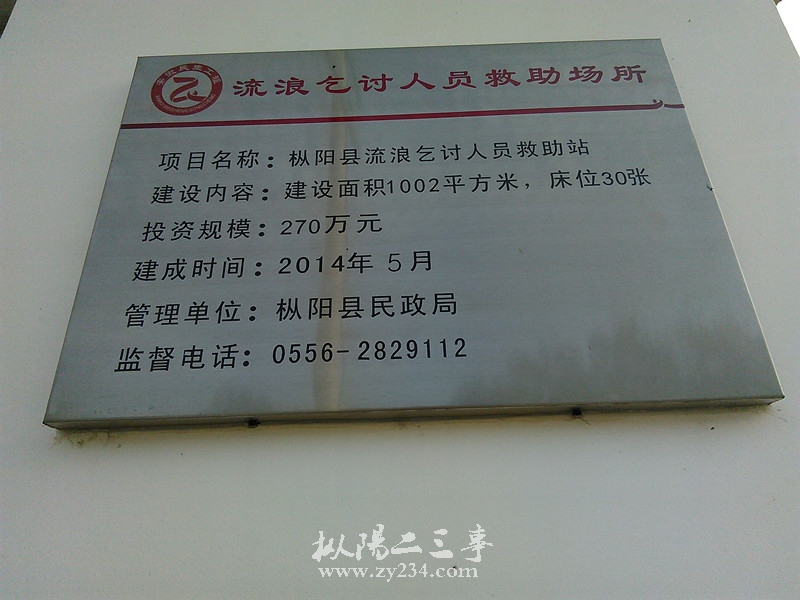 流浪乞讨人员救助场所
项目名称：枞阳县流浪乞讨人员救助站
建设内容：建设面积1002平方米，床位30张
投资规模：270万元
建成时间：2014年 5月
管理单位：枞阳县民政局
监督电话：0556-2829112
樅陽二三事
www.zy234.com